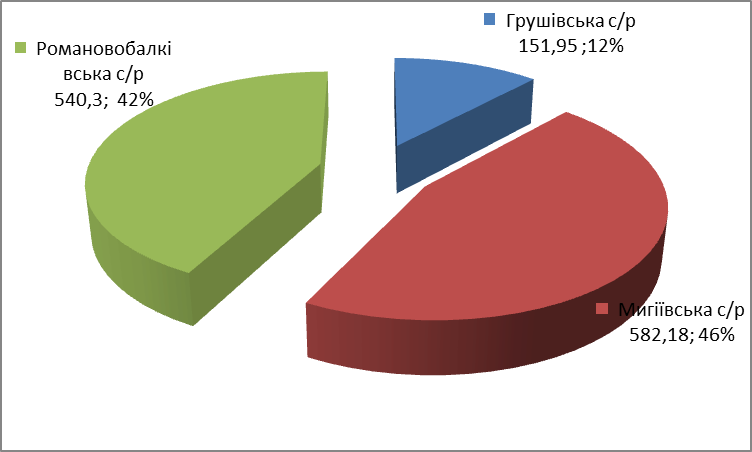 Романовобалкі
вська с/р
540,3; 42%
Грушівська с/р
151,95 ;12%
Мигіївська с/р
582,18; 46%